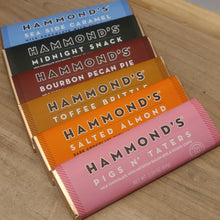 HAMMOND'S
SEA SIDE CARAMEL
HAMMOND'S
MIDNIGHT SNACK
HAMMOND'S
BOURBON PECAN PIE
HAMMOND'S
TOFFEE BRITTLE
HAMMOND'S
SALTED ALMOND
HAMMOND'S
PIGS N' TATERS